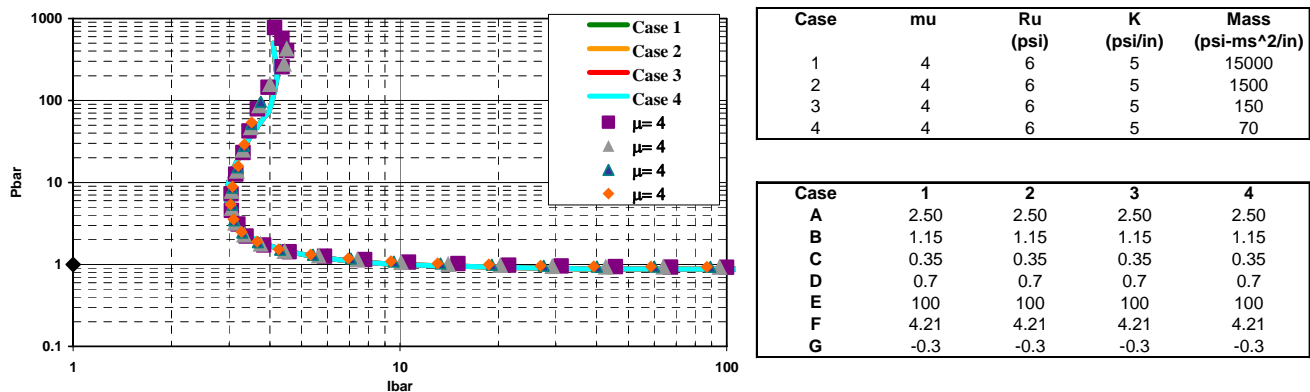 1000
100
10
1
0.1
Pbar
1
10
100
Ibar
Case 1
Case 2
Case 3
Case 4
μ= 4
μ= 4
μ= 4
μ= 4
Case mu Ru K Mass
(psi) (psi/in) (psi-ms^2/in)
1 4 6 5 15000
2 4 6 5 1500
3 4 6 5 150
4 4 6 5 70
Case 1 2 3 4
A 2.50 2.50 2.50 2.50
B 1.15 1.15 1.15 1.15
C 0.35 0.35 0.35 0.35
D 0.7 0.7 0.7 0.7
E 100 100 100 100
F 4.21 4.21 4.21 4.21
G -0.3 -0.3 -0.3 -0.3